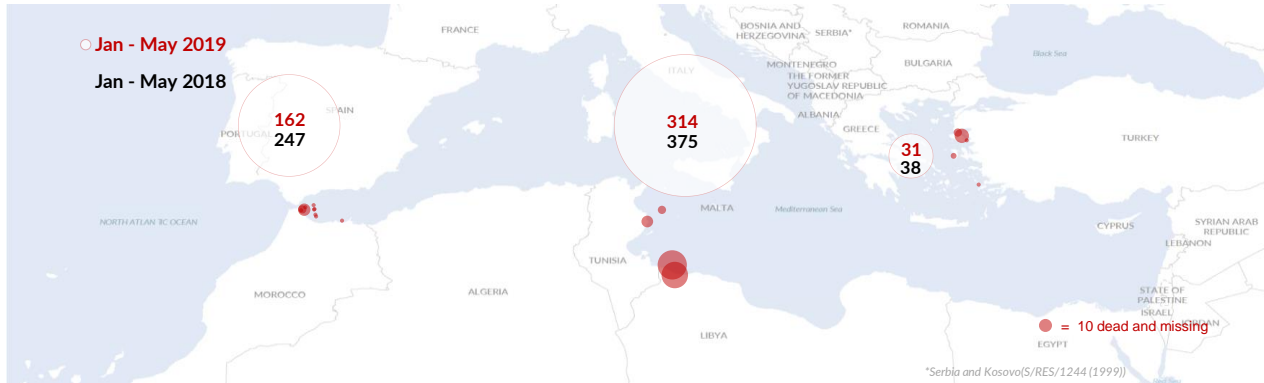 Jan - May 2019
Jan - May 2018
FRANCE
BOSNIA AND
HERZEGOVINA
SERBIA*
ROMANIA
Black Sea
ITALY
MONTENEGRO
BULGARIA
THE FORMER
YUGOSLAV REPUBLIC
OF MACEDONIA
ALBANIA
SPAIN
PORTUGAL
162
247
314
375
GREECE
31
38
TURKEY
NORTH ATLANTIC OCEAN
MALTA
Mediterranean Sea
CYPRUS
SYRIAN ARAB
REPUBLIC
LEBANON
TUNISIA
MOROCCO
ALGERIA
STATE OF
PALESTINE
ISRAEL
JORDAN
= 10 dead and missing
LIBYA
EGYPT
*Serbia and Kosovo(S/RES/1244 (1999))